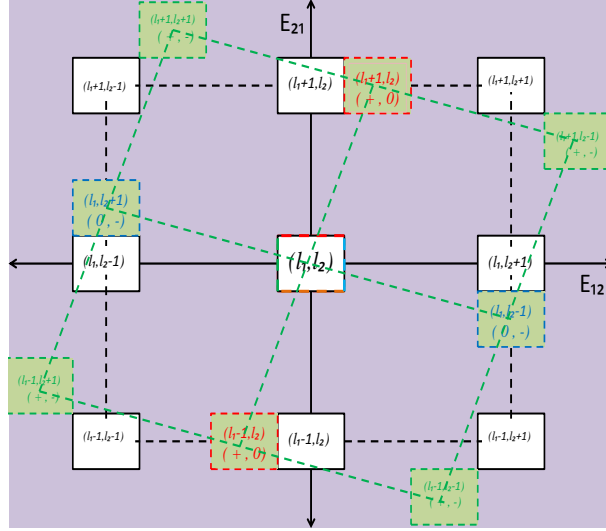 (l₁+1,l₂+1)
(+,-)
E₂₁
(l₁+1,l₂-1)
(l₁+1,l₂)
(l₁+1,l₂)
(+,0)
(l₁+1,l₂+1)
(l₁+1,l₂-1)
(+,-)
(l₁,l₂+1)
(0,-)
(l₁,l₂-1)
(l₁,l₂)
(l₁,l₂+1)
E₁₂
(l₁,l₂-1)
(0,-)
(l₁-1,l₂+1)
(+,-)
(l₁-1,l₂-1)
(l₁-1,l₂)
(+,0)
(l₁-1,l₂)
(l₁-1,l₂+1)
(l₁-1,l₂-1)
(+,-)